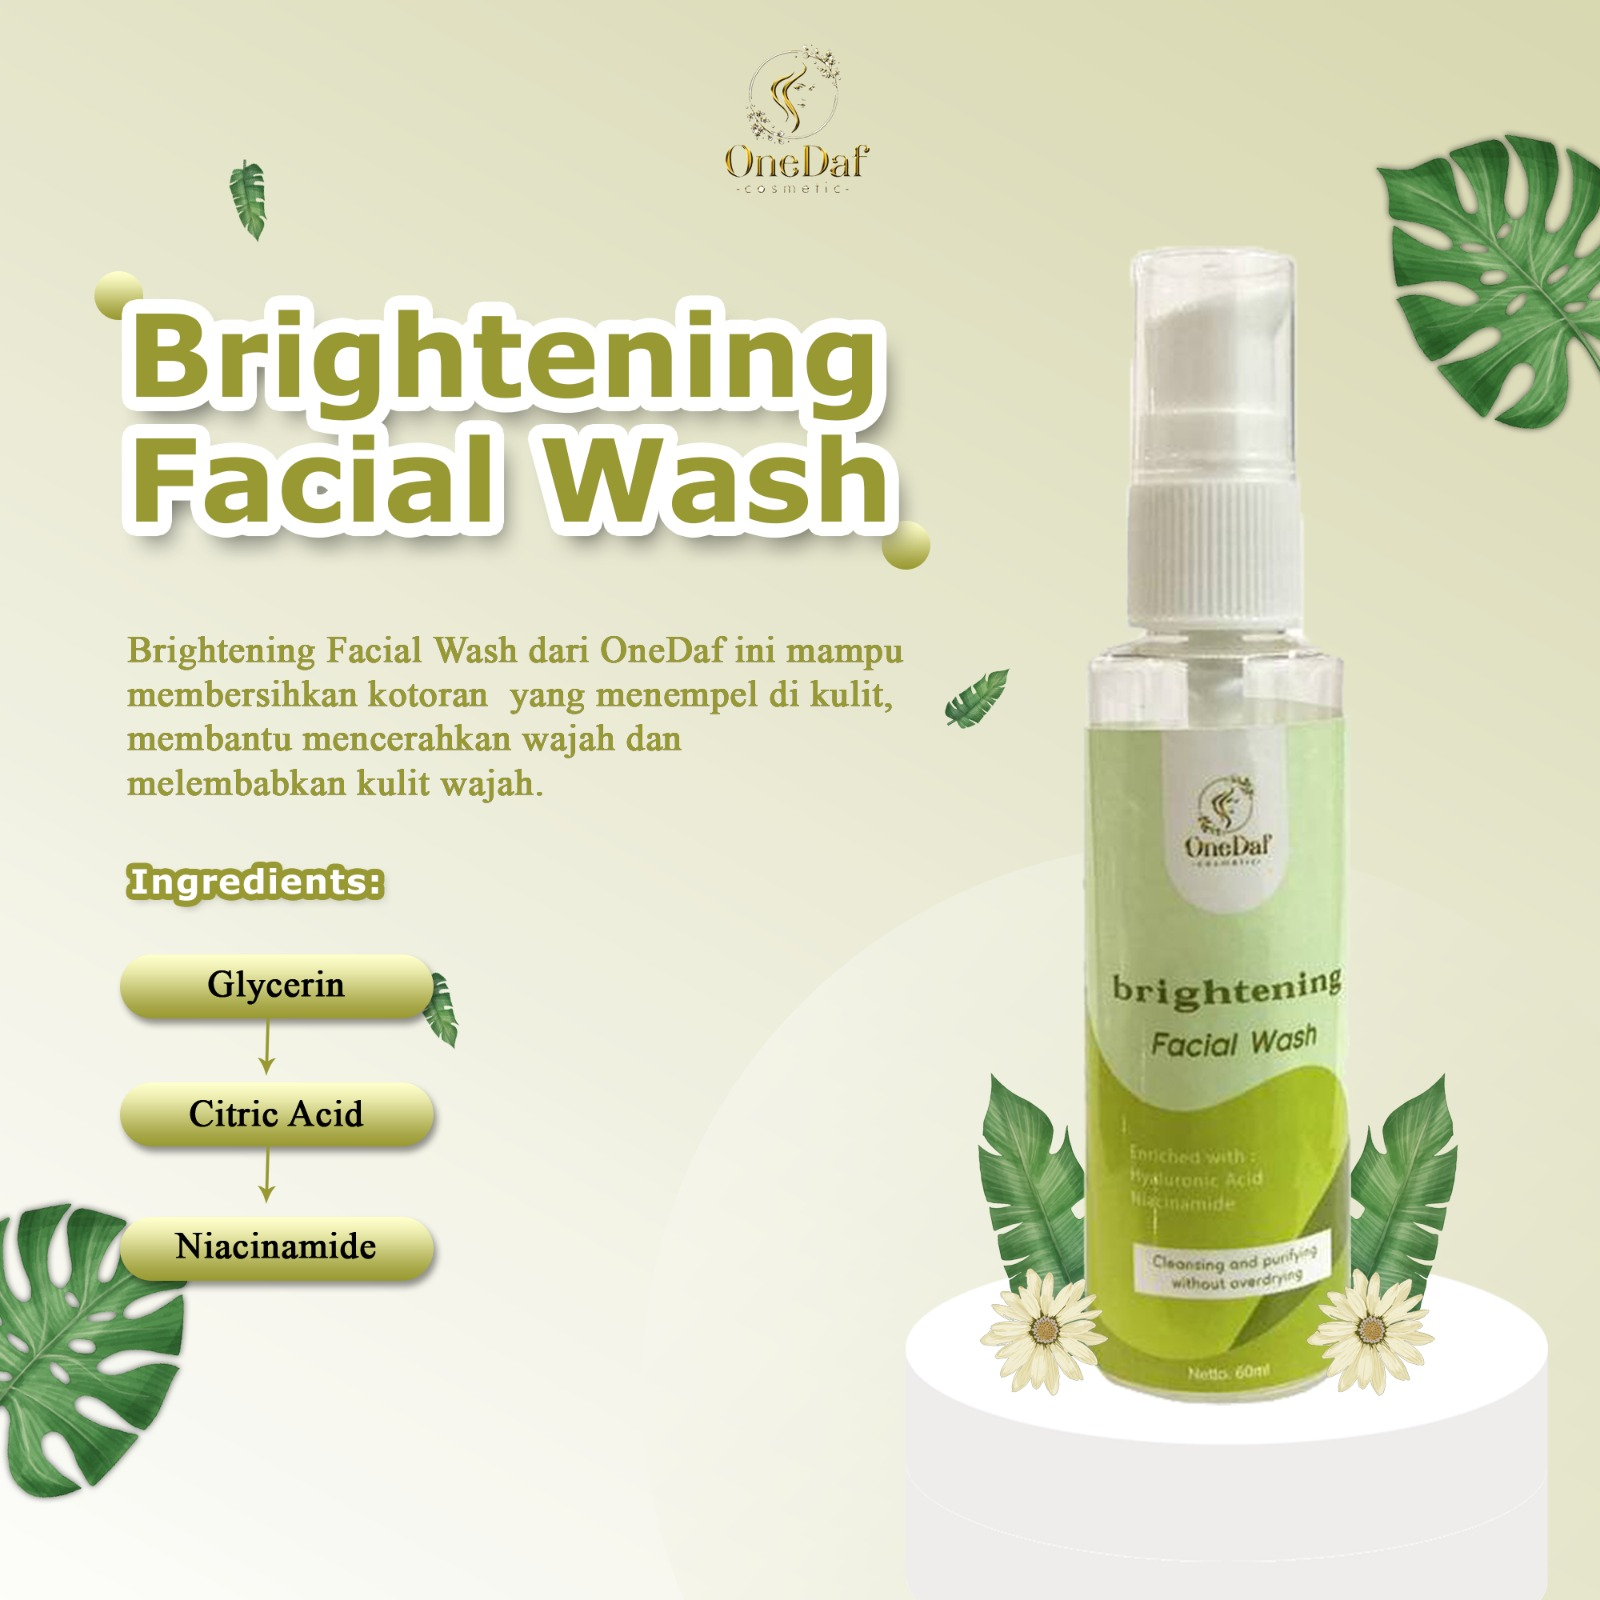 OneDaf
-cosmetic-
Brightening
Facial Wash
Brightening Facial Wash dari OneDaf ini mampu
membersihkan kotoran yang menempel di kulit,
membantu mencerahkan wajah dan
melembabkan kulit wajah.
Ingredients:
Glycerin
Citric Acid
Niacinamide
OneDaf
-cosmetic-
brightening
Facial Wash
Enriched with :
Hyaluronic Acid
Niacinamide
Cleansing and purifying
without overdrying
Netto. 60ml